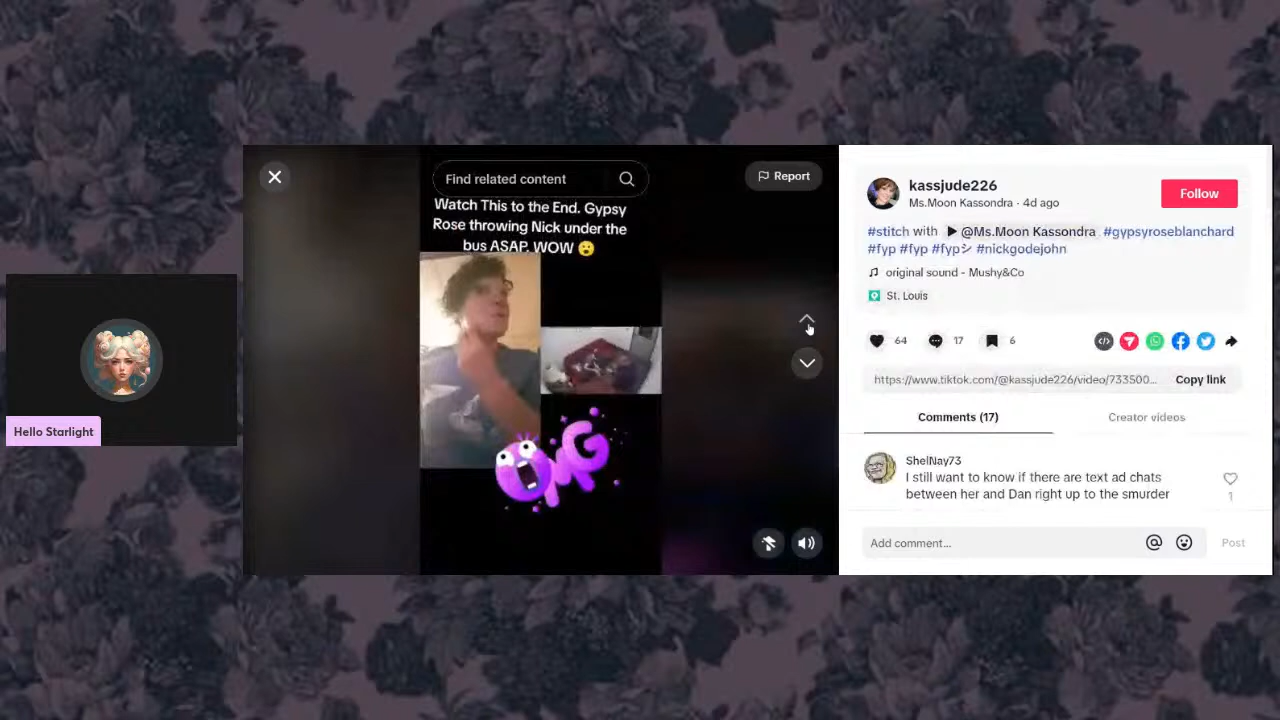 Find related content
Report
Watch This to the End. Gypsy
Rose throwing Nick under the
bus ASAP. WOW 😮
OMG
Hello Starlight
kassjude226
Ms.Moon Kassondra · 4d ago
Follow
#stitch with ▶ @Ms.Moon Kassondra #gypsyroseblanchard
#fyp #fyp #fypシ #nickgodejohn
♫ original sound - Mushy&Co
St. Louis
64
17
6
https://www.tiktok.com/@kassjude226/video/733500...
Copy link
Comments (17)
Creator videos
ShelNay73
I still want to know if there are text ad chats
between her and Dan right up to the smurder
1
Add comment...
Post